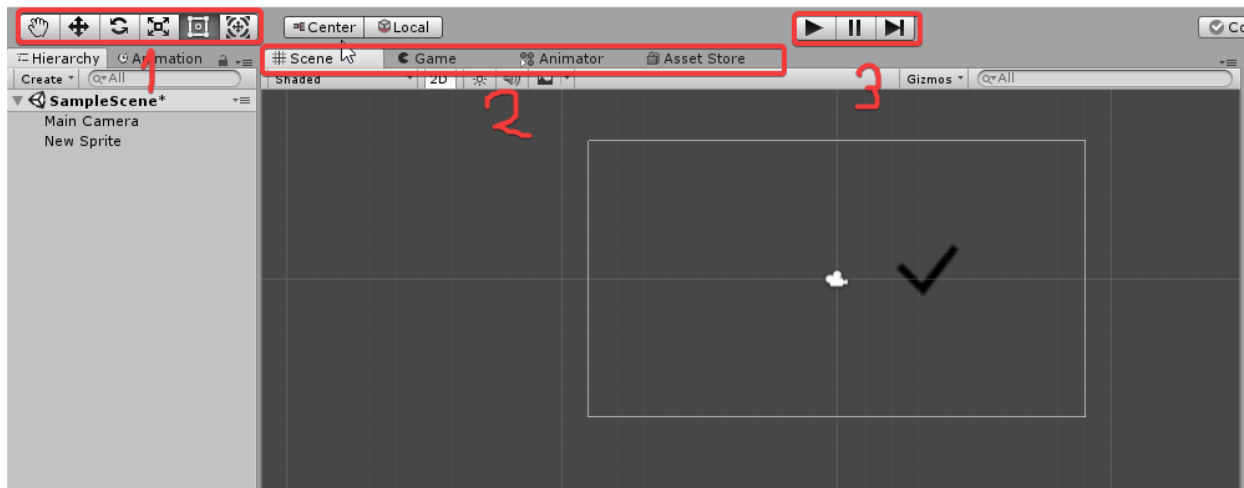 Center Local Co
Hierarchy Animation Scene Game Animator Asset Store
Create All Shaded 2D Gizmos All
1 2 3
SampleScene*
Main Camera
New Sprite